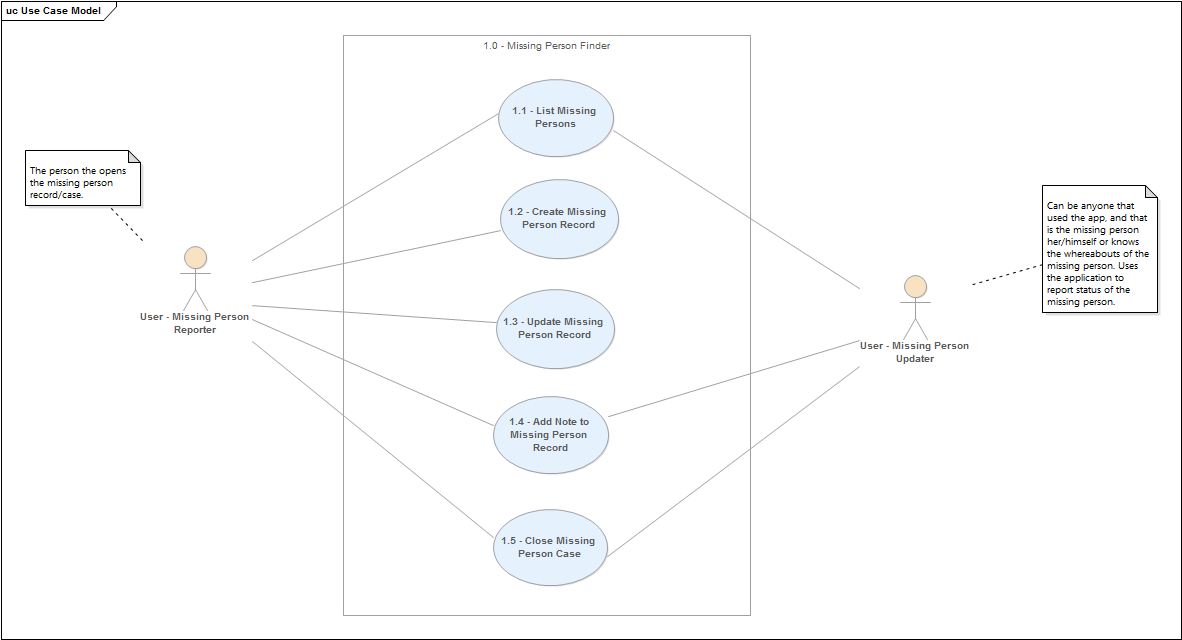 uc Use Case Model
1.0 - Missing Person Finder
1.1 - List Missing
Persons
The person the opens
the missing person
record/case.
1.2 - Create Missing
Person Record
Can be anyone that
used the app, and that
is the missing person
her/himself or knows
the whereabouts of the
missing person. Uses
the application to
report status of the
missing person.
User - Missing Person
Reporter
1.3 - Update Missing
Person Record
User - Missing Person
Updater
1.4 - Add Note to
Missing Person
Record
1.5 - Close Missing
Person Case